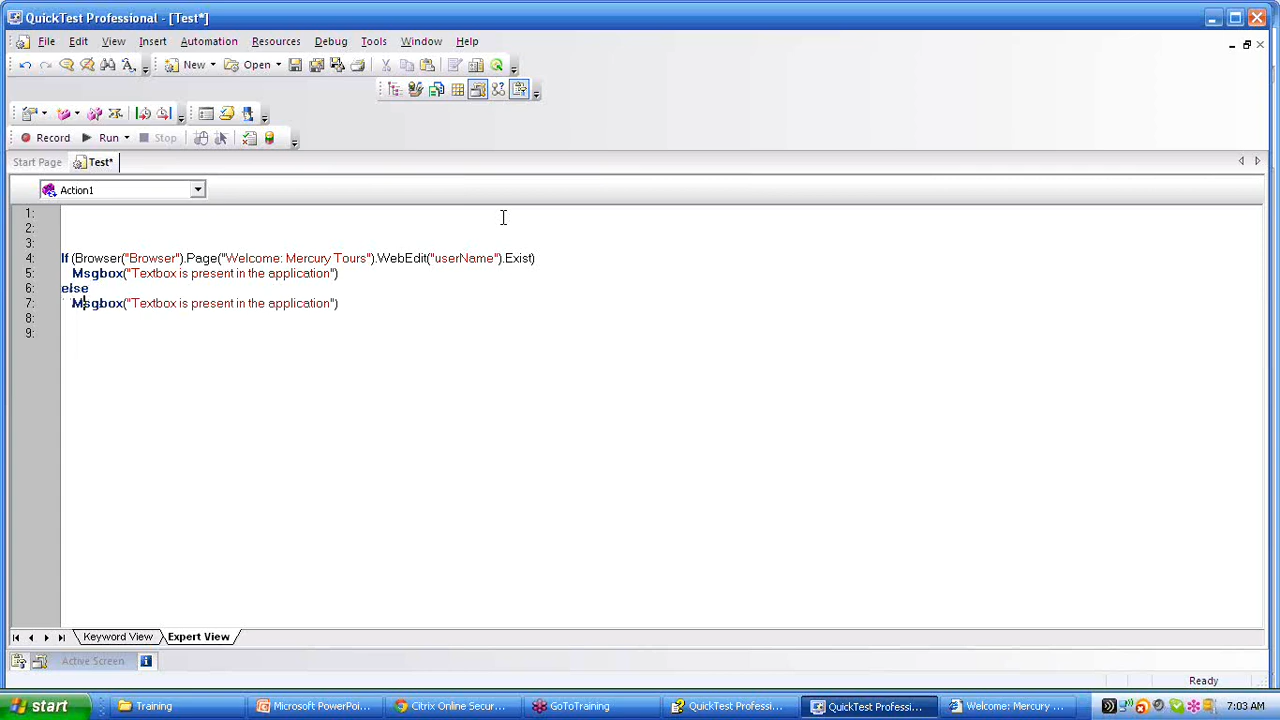 QuickTest Professional - [Test*]
File Edit View Insert Automation Resources Debug Tools Window Help
New Open
Record Run Stop
Start Page Test*
Action1
1:
2:
3:
4: If (Browser("Browser").Page("Welcome: Mercury Tours").WebEdit("userName").Exist)
5: Msgbox("Textbox is present in the application")
6: else
7: Msgbox("Textbox is present in the application")
8:
9:
Keyword View Expert View
Active Screen
Ready
start Training Microsoft PowerPoi... Citrix Online Secur... GoToTraining QuickTest Professi... QuickTest Professi... Welcome: Mercury ... 7:03 AM